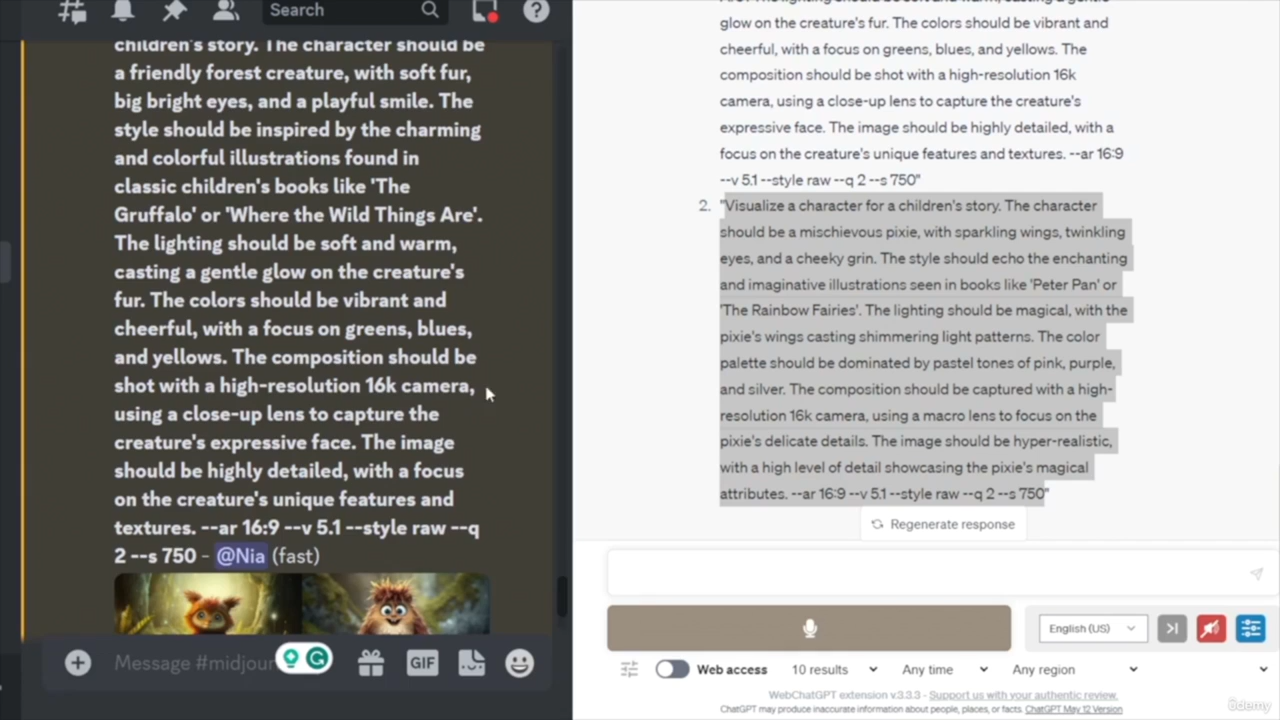 Search
children's story. The character should be
a friendly forest creature, with soft fur,
big bright eyes, and a playful smile. The
style should be inspired by the charming
and colorful illustrations found in
classic children's books like 'The
Gruffalo' or 'Where the Wild Things Are'.
The lighting should be soft and warm,
casting a gentle glow on the creature's
fur. The colors should be vibrant and
cheerful, with a focus on greens, blues,
and yellows. The composition should be
shot with a high-resolution 16k camera,
using a close-up lens to capture the
creature's expressive face. The image
should be highly detailed, with a focus
on the creature's unique features and
textures. --ar 16:9 --v 5.1 --style raw --q
2 --s 750 - @Nia (fast)
Message #midjour
GIF
glow on the creature's fur. The colors should be vibrant and
cheerful, with a focus on greens, blues, and yellows. The
composition should be shot with a high-resolution 16k
camera, using a close-up lens to capture the creature's
expressive face. The image should be highly detailed, with a
focus on the creature's unique features and textures. --ar 16:9
--v 5.1 --style raw --q 2 --s 750"
2. "Visualize a character for a children's story. The character
should be a mischievous pixie, with sparkling wings, twinkling
eyes, and a cheeky grin. The style should echo the enchanting
and imaginative illustrations seen in books like 'Peter Pan' or
'The Rainbow Fairies'. The lighting should be magical, with the
pixie's wings casting shimmering light patterns. The color
palette should be dominated by pastel tones of pink, purple,
and silver. The composition should be captured with a high-
resolution 16k camera, using a macro lens to focus on the
pixie's delicate details. The image should be hyper-realistic,
with a high level of detail showcasing the pixie's magical
attributes. --ar 16:9 --v 5.1 --style raw --q 2 --s 750"
Regenerate response
English (US)
Web access 10 results Any time Any region
WebChatGPT extension v.3.3.3 - Support us with your authentic review.
ChatGPT may produce inaccurate information about people, places, or facts. ChatGPT May 12 Version
ûdemy